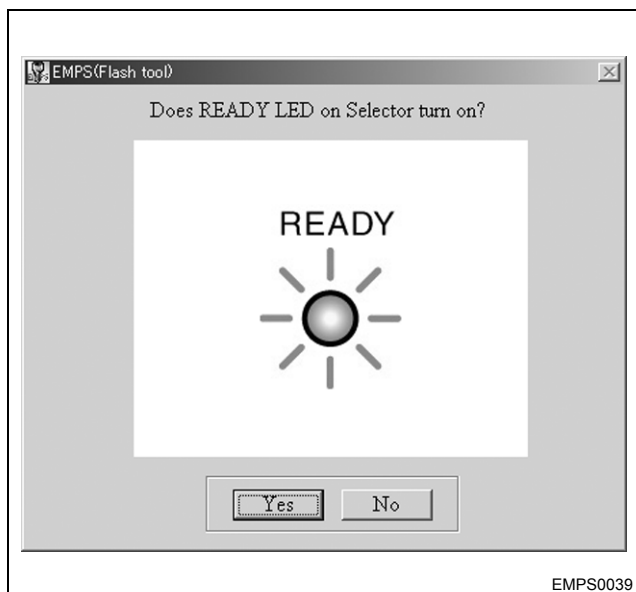 EMPS(Flash tool)
Does READY LED on Selector turn on?
READY
Yes
No
EMPS0039